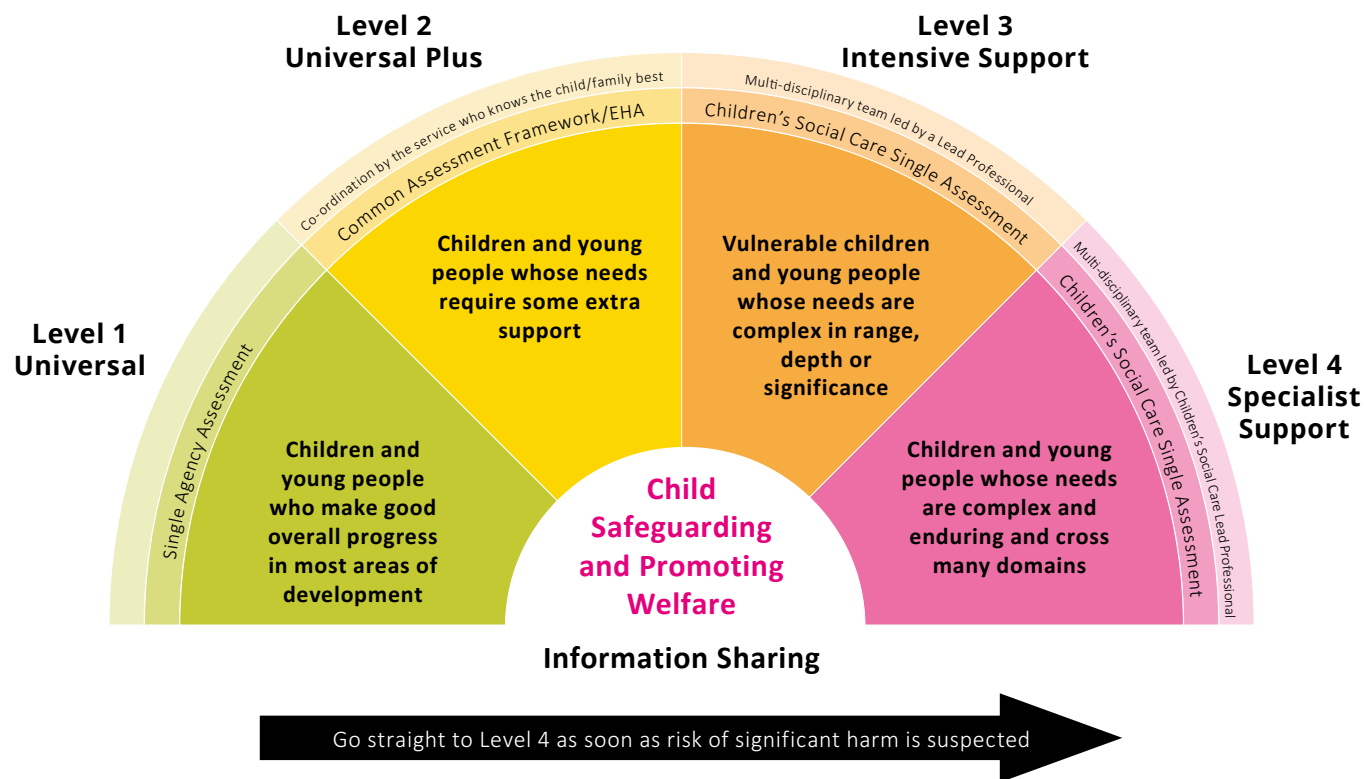 Level 1
Universal
Single Agency Assessment
Children and
young people
who make good
overall progress
in most areas of
development
Level 2
Universal Plus
Co-ordination by the service who knows the child/family best
Common Assessment Framework/EHA
Children and young
people whose needs
require some extra
support
Level 3
Intensive Support
Multi-disciplinary team led by a Lead Professional
Children’s Social Care Single Assessment
Vulnerable children
and young people
whose needs are
complex in range,
depth or
significance
Level 4
Specialist
Support
Multi-disciplinary team led by Children’s Social Care Lead Professional
Children’s Social Care Single Assessment
Children and young
people whose needs
are complex and
enduring and cross
many domains
Child
Safeguarding
and Promoting
Welfare
Information Sharing
Go straight to Level 4 as soon as risk of significant harm is suspected